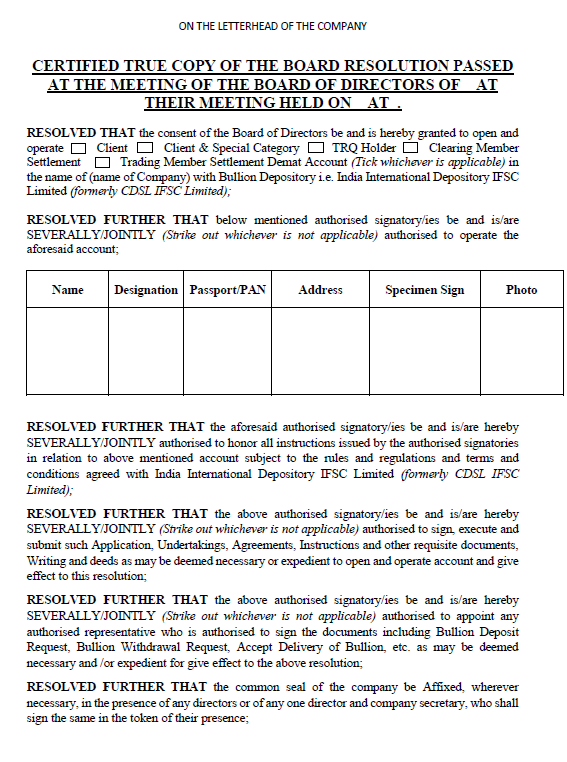 ON THE LETTERHEAD OF THE COMPANY
CERTIFIED TRUE COPY OF THE BOARD RESOLUTION PASSED
AT THE MEETING OF THE BOARD OF DIRECTORS OF __ AT
THEIR MEETING HELD ON __ AT .
RESOLVED THAT the consent of the Board of Directors be and is hereby granted to open and
operate ☐ Client ☐ Client & Special Category ☐ TRQ Holder ☐ Clearing Member
Settlement ☐ Trading Member Settlement Demat Account (Tick whichever is applicable) in
the name of (name of Company) with Bullion Depository i.e. India International Depository IFSC
Limited (formerly CDSL IFSC Limited);
RESOLVED FURTHER THAT below mentioned authorised signatory/ies be and is/are
SEVERALLY/JOINTLY (Strike out whichever is not applicable) authorised to operate the
aforesaid account;
Name Designation Passport/PAN Address Specimen Sign Photo
RESOLVED FURTHER THAT the aforesaid authorised signatory/ies be and is/are hereby
SEVERALLY/JOINTLY authorised to honor all instructions issued by the authorised signatories
in relation to above mentioned account subject to the rules and regulations and terms and
conditions agreed with India International Depository IFSC Limited (formerly CDSL IFSC
Limited);
RESOLVED FURTHER THAT the above authorised signatory/ies be and is/are hereby
SEVERALLY/JOINTLY (Strike out whichever is not applicable) authorised to sign, execute and
submit such Application, Undertakings, Agreements, Instructions and other requisite documents,
Writing and deeds as may be deemed necessary or expedient to open and operate account and give
effect to this resolution;
RESOLVED FURTHER THAT the above authorised signatory/ies be and is/are hereby
SEVERALLY/JOINTLY (Strike out whichever is not applicable) authorised to appoint any
authorised representative who is authorised to sign the documents including Bullion Deposit
Request, Bullion Withdrawal Request, Accept Delivery of Bullion, etc. as may be deemed
necessary and /or expedient for give effect to the above resolution;
RESOLVED FURTHER THAT the common seal of the company be Affixed, wherever
necessary, in the presence of any directors or of any one director and company secretary, who shall
sign the same in the token of their presence;